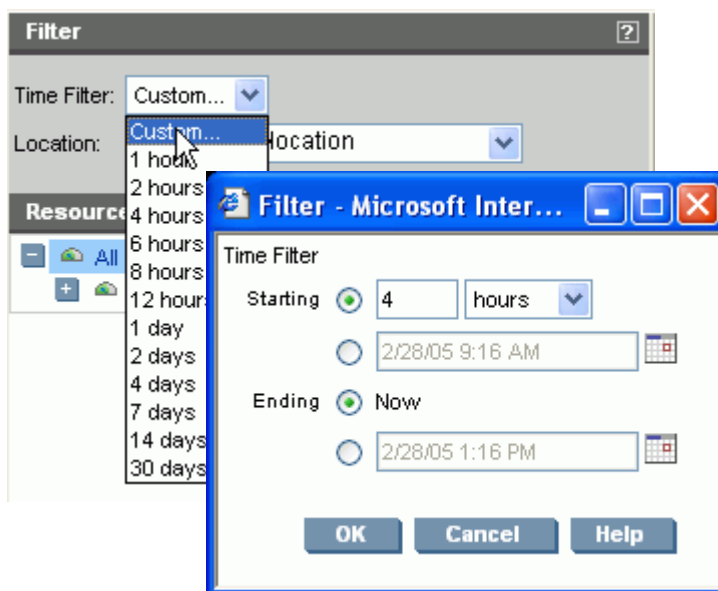 Filter ?
Time Filter: Custom...
Location: location
Custom...
1 hour
2 hours
4 hours
6 hours
8 hours
12 hours
1 day
2 days
4 days
7 days
14 days
30 days
Resource
All
Filter - Microsoft Inter...
Time Filter
Starting 4 hours
2/28/05 9:16 AM
Ending Now
2/28/05 1:16 PM
OK Cancel Help